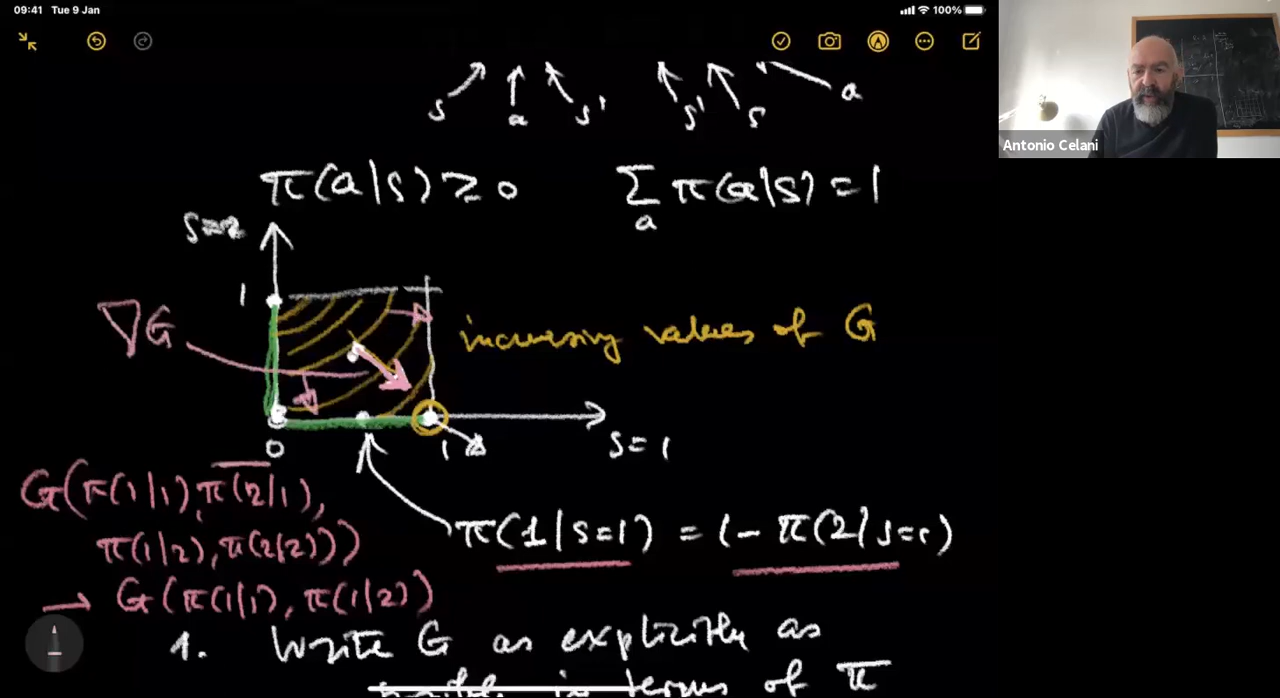 09:41 Tue 9 Jan
100%
Antonio Celani
s a s' s' s a
π(a|s) ≥ 0 ∑ π(a|s) = 1
a
s=2
1
∇G
increasing values of G
0 1 s=1
G(π(1|1), π(2|1),
π(1|2), π(2|2))
π(1|s=1) = 1 - π(2|s=1)
→ G(π(1|1), π(1|2))
1. Write G as explicitly as
in terms of π